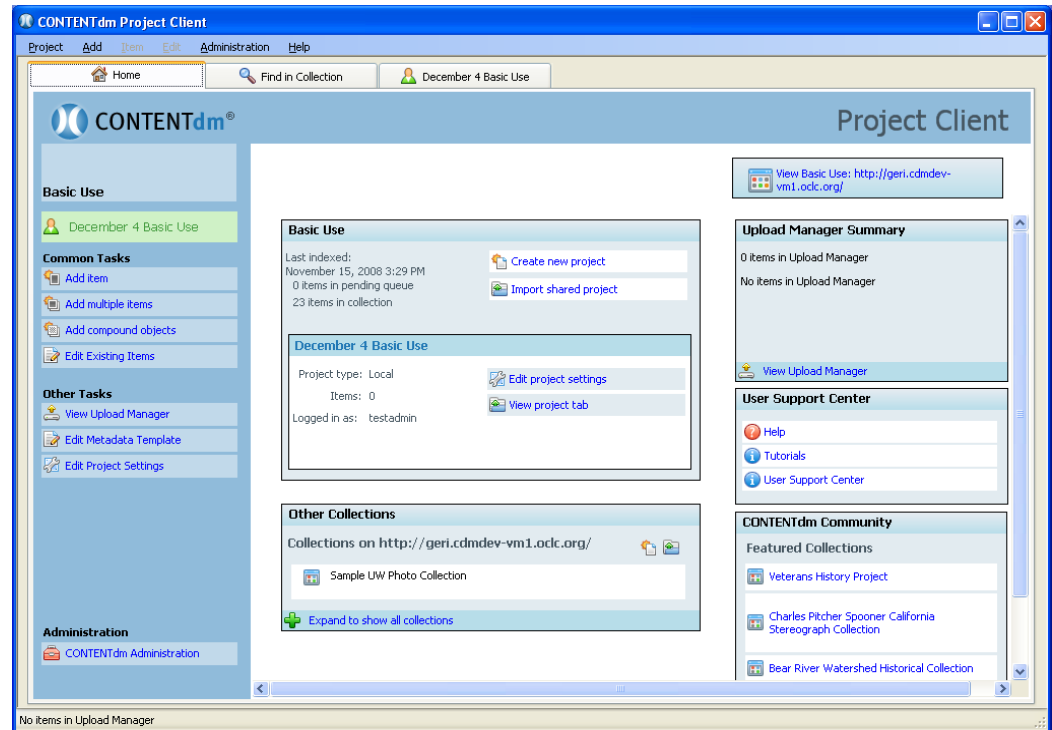 CONTENTdm Project Client
Project Add Item Edit Administration Help
Home Find in Collection December 4 Basic Use
CONTENTdm® Project Client
Basic Use
December 4 Basic Use
Common Tasks
Add item
Add multiple items
Add compound objects
Edit Existing Items
Other Tasks
View Upload Manager
Edit Metadata Template
Edit Project Settings
Administration
CONTENTdm Administration
View Basic Use: http://geri.cdmdev-
vm1.oclc.org/
Basic Use
Last indexed:
November 15, 2008 3:29 PM
0 items in pending queue
23 items in collection
Create new project
Import shared project
December 4 Basic Use
Project type: Local
Items: 0
Logged in as: testadmin
Edit project settings
View project tab
Other Collections
Collections on http://geri.cdmdev-vm1.oclc.org/
Sample UW Photo Collection
Expand to show all collections
Upload Manager Summary
0 items in Upload Manager
No items in Upload Manager
View Upload Manager
User Support Center
Help
Tutorials
User Support Center
CONTENTdm Community
Featured Collections
Veterans History Project
Charles Pitcher Spooner California
Stereograph Collection
Bear River Watershed Historical Collection
No items in Upload Manager